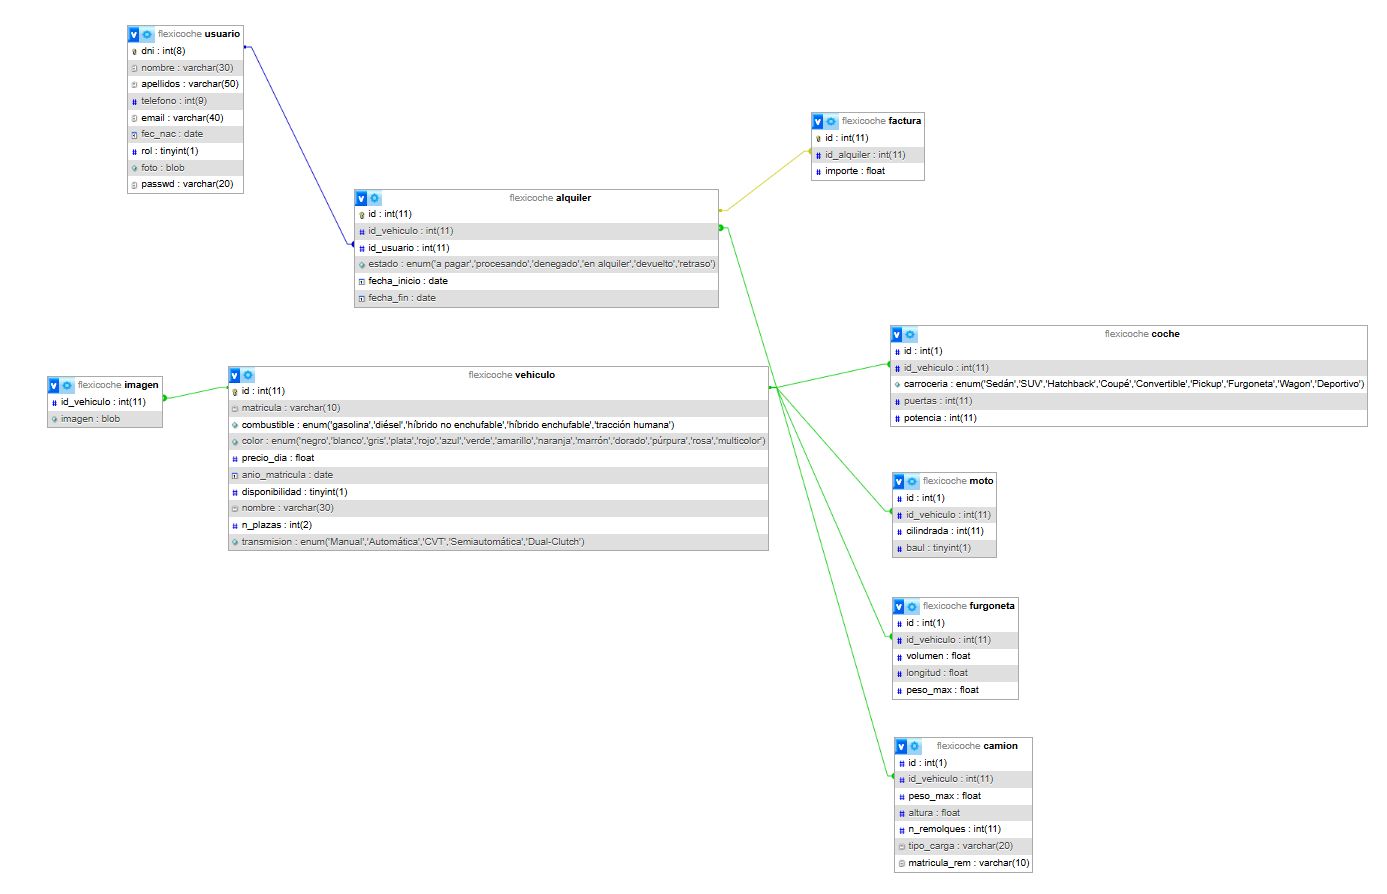 flexicoche usuario
dni : int(8)
nombre : varchar(30)
apellidos : varchar(50)
telefono : int(9)
email : varchar(40)
fec_nac : date
rol : tinyint(1)
foto : blob
passwd : varchar(20)
flexicoche factura
id : int(11)
id_alquiler : int(11)
importe : float
flexicoche alquiler
id : int(11)
id_vehiculo : int(11)
id_usuario : int(11)
estado : enum('a pagar','procesando','denegado','en alquiler','devuelto','retraso')
fecha_inicio : date
fecha_fin : date
flexicoche imagen
id_vehiculo : int(11)
imagen : blob
flexicoche vehiculo
id : int(11)
matricula : varchar(10)
combustible : enum('gasolina','diésel','híbrido no enchufable','híbrido enchufable','tracción humana')
color : enum('negro','blanco','gris','plata','rojo','azul','verde','amarillo','naranja','marrón','dorado','púrpura','rosa','multicolor')
precio_dia : float
anio_matricula : date
disponibilidad : tinyint(1)
nombre : varchar(30)
n_plazas : int(2)
transmision : enum('Manual','Automática','CVT','Semiautomática','Dual-Clutch')
flexicoche coche
id : int(1)
id_vehiculo : int(11)
carroceria : enum('Sedán','SUV','Hatchback','Coupé','Convertible','Pickup','Furgoneta','Wagon','Deportivo')
puertas : int(11)
potencia : int(11)
flexicoche moto
id : int(1)
id_vehiculo : int(11)
cilindrada : int(11)
baul : tinyint(1)
flexicoche furgoneta
id : int(1)
id_vehiculo : int(11)
volumen : float
longitud : float
peso_max : float
flexicoche camion
id : int(1)
id_vehiculo : int(11)
peso_max : float
altura : float
n_remolques : int(11)
tipo_carga : varchar(20)
matricula_rem : varchar(10)